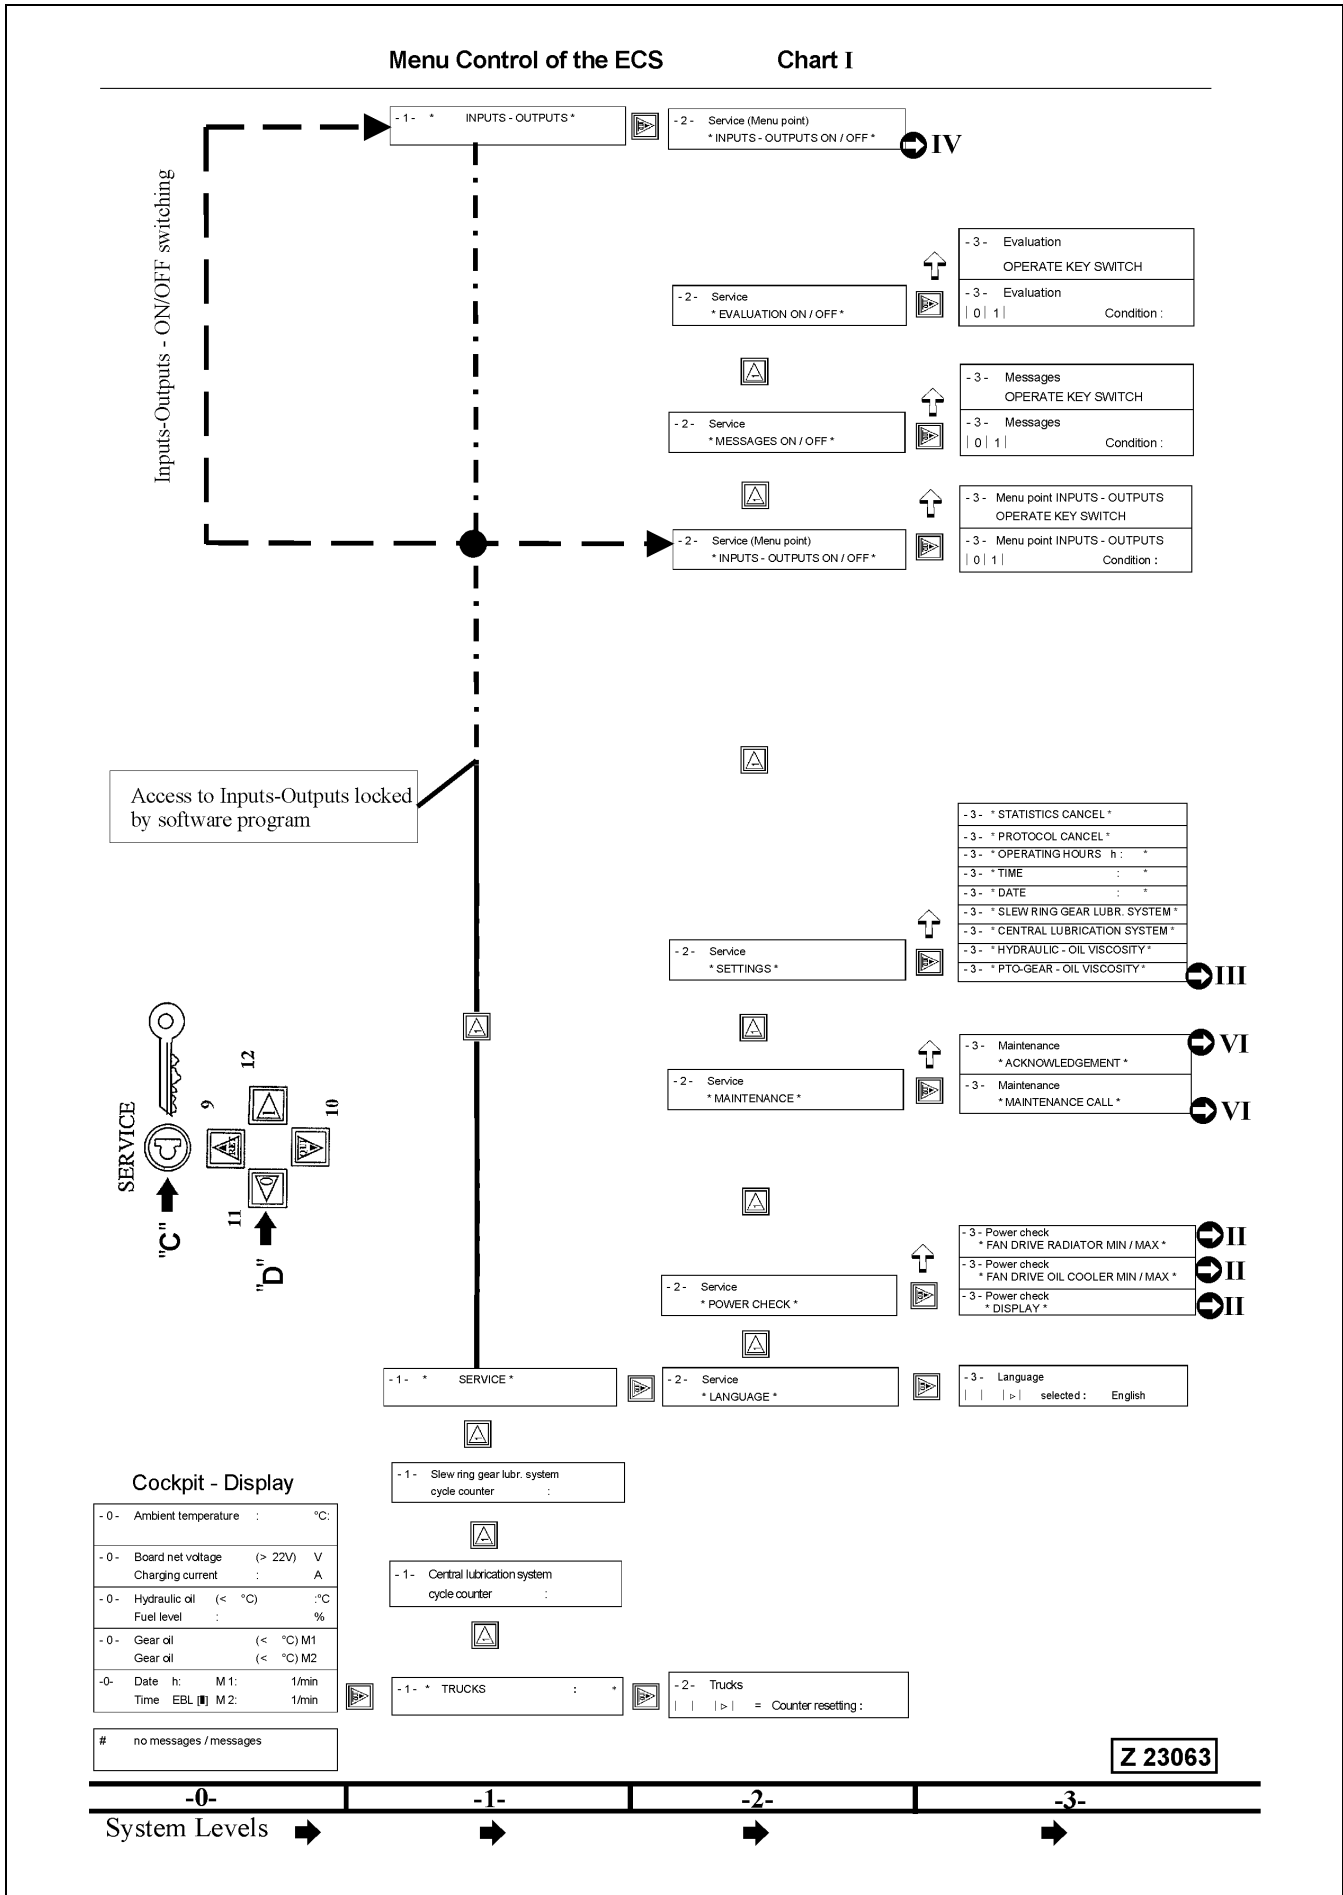 Menu Control of the ECS Chart I
- 1 - * INPUTS - OUTPUTS *
- 2 - Service (Menu point)
* INPUTS - OUTPUTS ON / OFF *
IV
Inputs-Outputs - ON/OFF switching
- 3 - Evaluation
OPERATE KEY SWITCH
- 2 - Service
* EVALUATION ON / OFF *
- 3 - Evaluation
| 0 | 1 | Condition :
- 3 - Messages
OPERATE KEY SWITCH
- 2 - Service
* MESSAGES ON / OFF *
- 3 - Messages
| 0 | 1 | Condition :
- 3 - Menu point INPUTS - OUTPUTS
OPERATE KEY SWITCH
- 2 - Service (Menu point)
* INPUTS - OUTPUTS ON / OFF *
- 3 - Menu point INPUTS - OUTPUTS
| 0 | 1 | Condition :
Access to Inputs-Outputs locked
by software program
- 3 - * STATISTICS CANCEL *
- 3 - * PROTOCOL CANCEL *
- 3 - * OPERATING HOURS h : *
- 3 - * TIME : *
- 3 - * DATE : *
- 3 - * SLEW RING GEAR LUBR. SYSTEM *
- 3 - * CENTRAL LUBRICATION SYSTEM *
- 3 - * HYDRAULIC - OIL VISCOSITY *
- 3 - * PTO-GEAR - OIL VISCOSITY *
III
- 2 - Service
* SETTINGS *
- 3 - Maintenance
* ACKNOWLEDGEMENT *
VI
- 2 - Service
* MAINTENANCE *
- 3 - Maintenance
* MAINTENANCE CALL *
VI
SERVICE
"C"
"D"
9
10
11
12
RET
OUT
I
0
- 3 - Power check
* FAN DRIVE RADIATOR MIN / MAX *
II
- 3 - Power check
* FAN DRIVE OIL COOLER MIN / MAX *
II
- 3 - Power check
* DISPLAY *
II
- 2 - Service
* POWER CHECK *
- 1 - * SERVICE *
- 2 - Service
* LANGUAGE *
- 3 - Language
| | | ▹ | selected : English
- 1 - Slew ring gear lubr. system
cycle counter :
- 1 - Central lubrication system
cycle counter :
Cockpit - Display
- 0 - Ambient temperature : °C:
- 0 - Board net voltage (> 22V) V
Charging current : A
- 0 - Hydraulic oil (< °C) :°C
Fuel level : %
- 0 - Gear oil (< °C) M1
Gear oil (< °C) M2
-0- Date h: M 1: 1/min
Time EBL [▮] M 2: 1/min
- 1 - * TRUCKS : *
- 2 - Trucks
| | | ▹ | = Counter resetting :
# no messages / messages
Z 23063
-0- -1- -2- -3-
System Levels